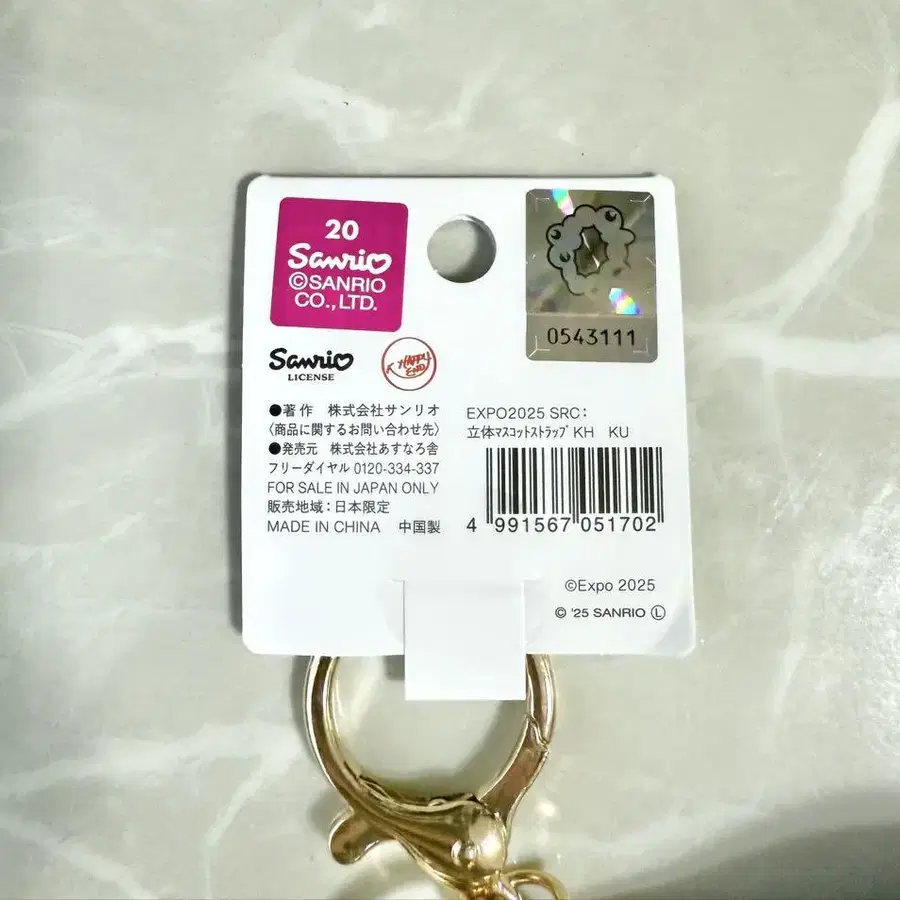 20
Sanrio
©SANRIO
CO.,LTD.
0543111
Sanrio
LICENSE
K HAPPY
END
●著作 株式会社サンリオ
〈商品に関するお問い合わせ先〉
●発売元 株式会社あすなろ舎
フリーダイヤル 0120-334-337
FOR SALE IN JAPAN ONLY
販売地域:日本限定
MADE IN CHINA 中国製
EXPO2025 SRC:
立体マスコットストラップ KH KU
4 991567 051702
©Expo 2025
© '25 SANRIO Ⓛ